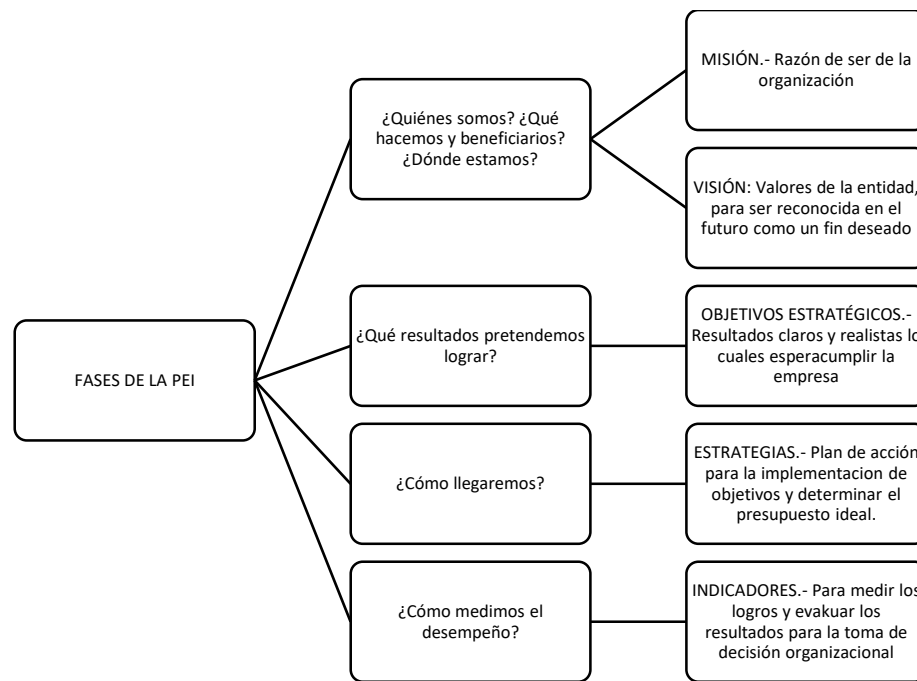 MISIÓN.- Razón de ser de la
organización
¿Quiénes somos? ¿Qué
hacemos y beneficiarios?
¿Dónde estamos?
VISIÓN: Valores de la entidad,
para ser reconocida en el
futuro como un fin deseado
FASES DE LA PEI
¿Qué resultados pretendemos
lograr?
OBJETIVOS ESTRATÉGICOS.-
Resultados claros y realistas lo
cuales esperacumplir la
empresa
¿Cómo llegaremos?
ESTRATEGIAS.- Plan de acción
para la implementacion de
objetivos y determinar el
presupuesto ideal.
¿Cómo medimos el
desempeño?
INDICADORES.- Para medir los
logros y evakuar los
resultados para la toma de
decisión organizacional